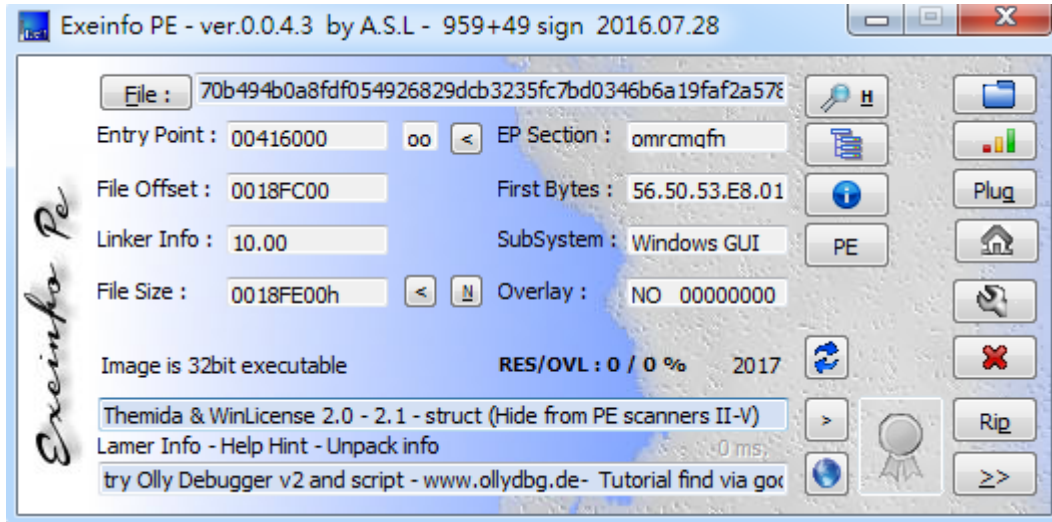 Exeinfo PE - ver.0.0.4.3 by A.S.L - 959+49 sign 2016.07.28
File : 70b494b0a8fdf054926829dcb3235fc7bd0346b6a19faf2a578 H
Entry Point : 00416000 oo < EP Section : omrcmqfn
File Offset : 0018FC00 First Bytes : 56.50.53.E8.01 Plug
Linker Info : 10.00 SubSystem : Windows GUI PE
File Size : 0018FE00h < N Overlay : NO 00000000
Image is 32bit executable RES/OVL : 0 / 0 % 2017
Themida & WinLicense 2.0 - 2.1 - struct (Hide from PE scanners II-V) > Rip
Lamer Info - Help Hint - Unpack info 0 ms.
try Olly Debugger v2 and script - www.ollydbg.de- Tutorial find via goo >>
Exeinfo Pe